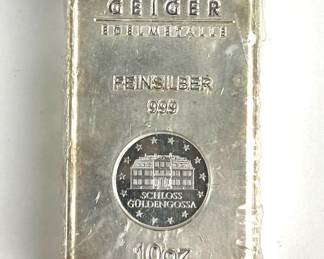 GEIGER
EDELMETALLE
FEINSILBER
999
SCHLOSS
GÜLDENGOSSA
10oz